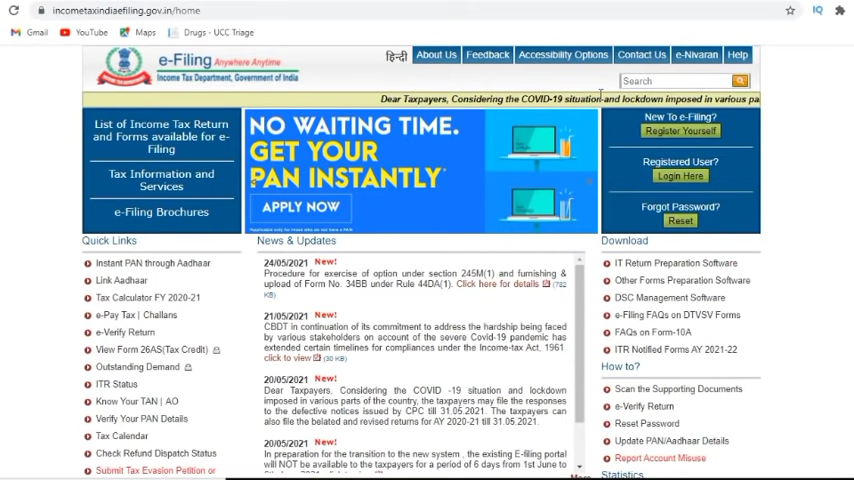 incometaxindiaefiling.gov.in/home
Gmail YouTube Maps Drugs - UCC Triage
e-Filing Anywhere Anytime
Income Tax Department, Government of India
हिन्दी About Us Feedback Accessibility Options Contact Us e-Nivaran Help
Search
Dear Taxpayers, Considering the COVID-19 situation and lockdown imposed in various pa
List of Income Tax Return
and Forms available for e-
Filing
Tax Information and
Services
e-Filing Brochures
NO WAITING TIME.
GET YOUR
PAN INSTANTLY*
APPLY NOW
*Applicable only for those who do not have a PAN
New To e-Filing?
Register Yourself
Registered User?
Login Here
Forgot Password?
Reset
Quick Links
Instant PAN through Aadhaar
Link Aadhaar
Tax Calculator FY 2020-21
e-Pay Tax | Challans
e-Verify Return
View Form 26AS(Tax Credit)
Outstanding Demand
ITR Status
Know Your TAN | AO
Verify Your PAN Details
Tax Calendar
Check Refund Dispatch Status
Submit Tax Evasion Petition or
News & Updates
24/05/2021 New!
Procedure for exercise of option under section 245M(1) and furnishing &
upload of Form No. 34BB under Rule 44DA(1). Click here for details (782
KB)
21/05/2021 New!
CBDT in continuation of its commitment to address the hardship being faced
by various stakeholders on account of the severe Covid-19 pandemic has
extended certain timelines for compliances under the Income-tax Act, 1961.
click to view (30 KB)
20/05/2021 New!
Dear Taxpayers, Considering the COVID -19 situation and lockdown
imposed in various parts of the country, the taxpayers may file the responses
to the defective notices issued by CPC till 31.05.2021. The taxpayers can
also file the belated and revised returns for AY 2020-21 till 31.05.2021.
20/05/2021 New!
In preparation for the transition to the new system , the existing E-filing portal
will NOT be available to the taxpayers for a period of 6 days from 1st June to
More
Download
IT Return Preparation Software
Other Forms Preparation Software
DSC Management Software
e-Filing FAQs on DTVSV Forms
FAQs on Form-10A
ITR Notified Forms AY 2021-22
How to?
Scan the Supporting Documents
e-Verify Return
Reset Password
Update PAN/Aadhaar Details
Report Account Misuse
Statistics